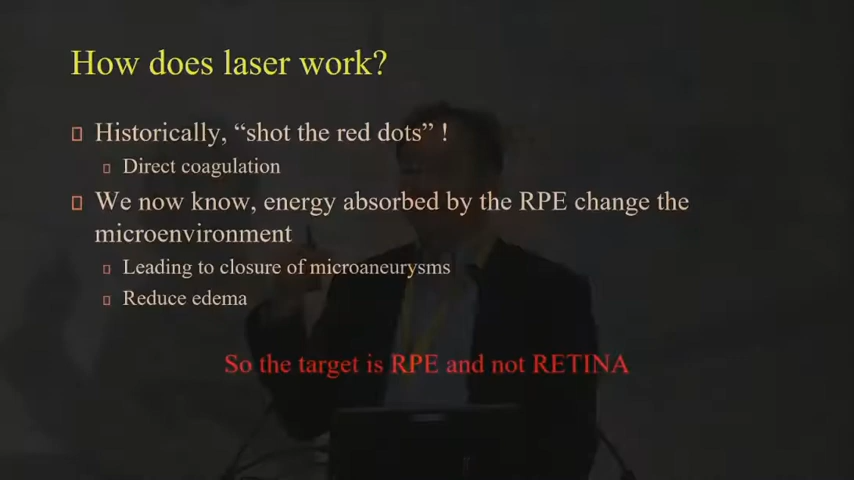 How does laser work?
Historically, “shot the red dots” !
Direct coagulation
We now know, energy absorbed by the RPE change the
microenvironment
Leading to closure of microaneurysms
Reduce edema
So the target is RPE and not RETINA